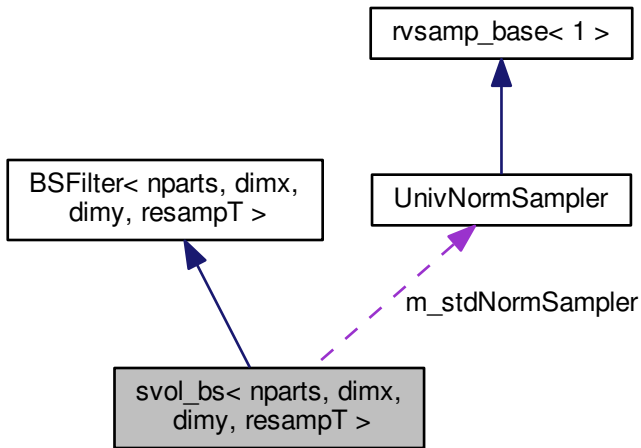 rvsamp_base< 1 >
BSFilter< nparts, dimx,
dimy, resampT >
UnivNormSampler
m_stdNormSampler
svol_bs< nparts, dimx,
dimy, resampT >